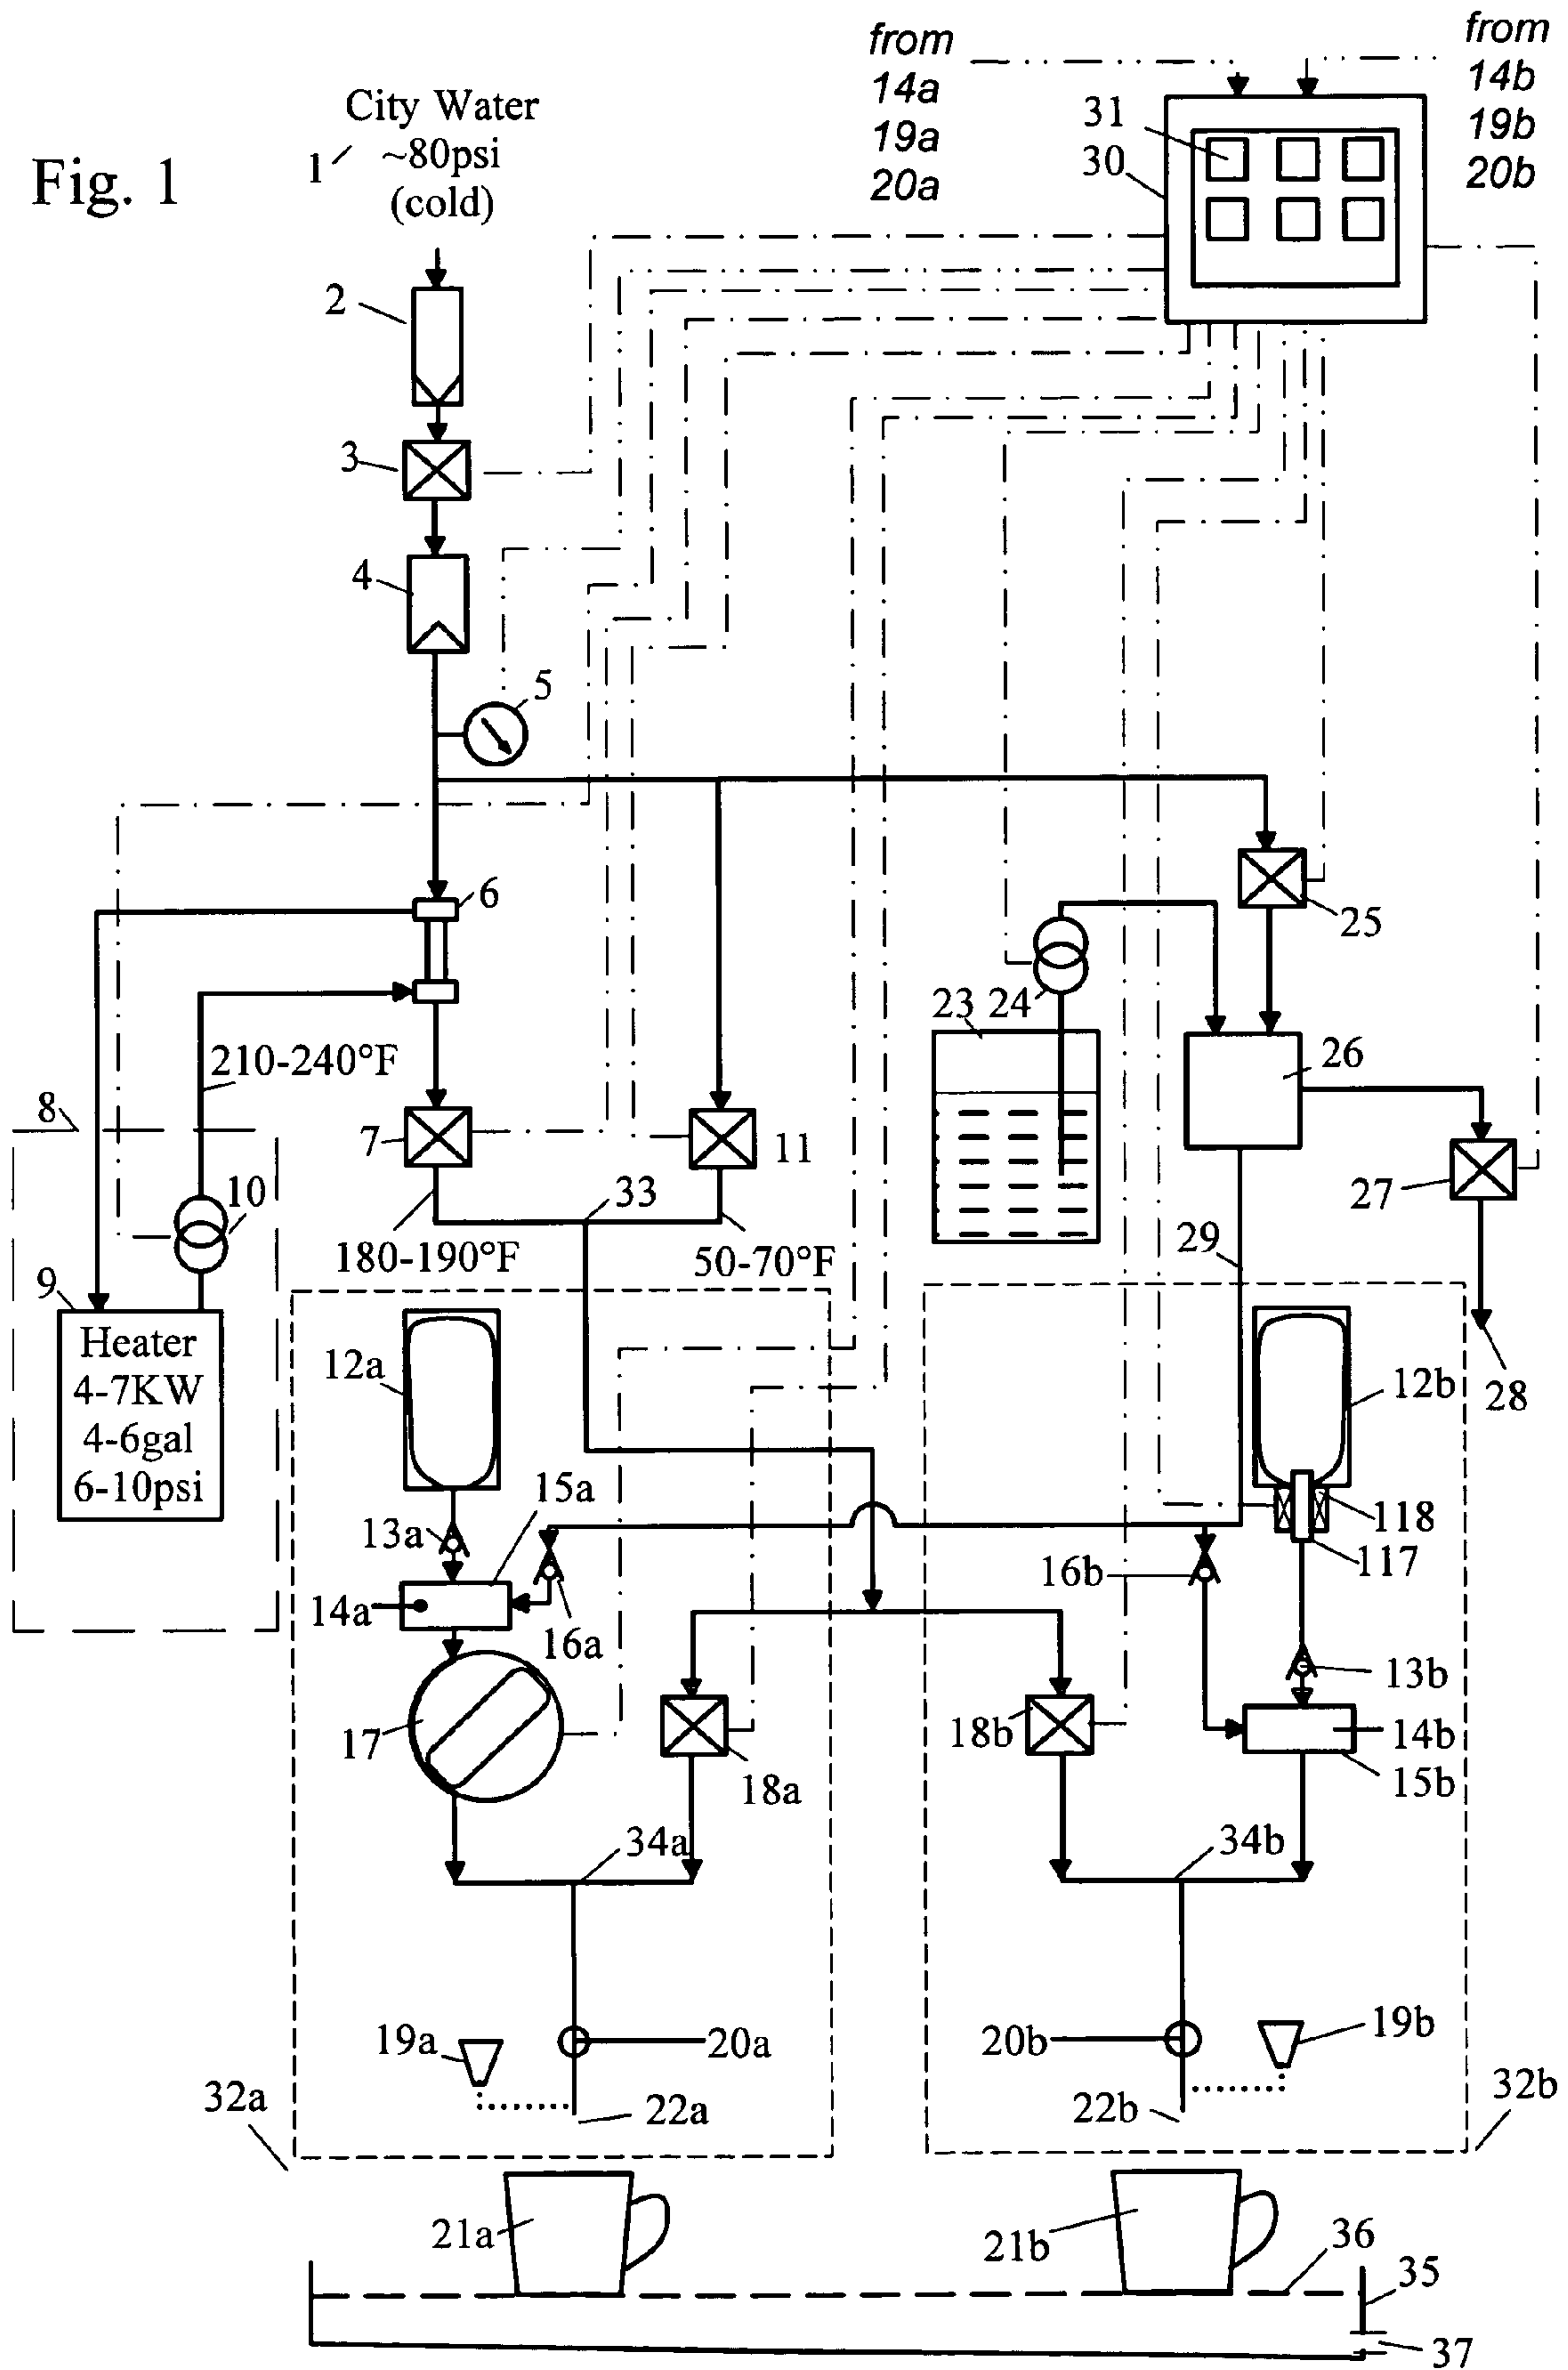 from
14a
19a
20a
from
14b
19b
20b
City Water
~80psi
(cold)
1
Fig. 1
31
30
2
3
4
5
6
25
23 24
26
210-240°F
8
7
11
10
33
27
180-190°F
50-70°F
29
9
Heater
4-7KW
4-6gal
6-10psi
12a
12b
28
15a
118
13a
117
16b
14a
16a
13b
17
18b
14b
18a
15b
34a
34b
19a
20a
20b
19b
32a
22a
22b
32b
21a
21b
36
35
37